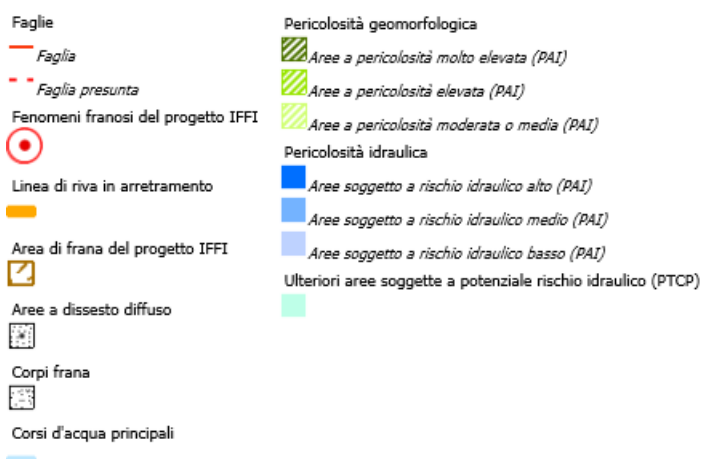 Faglie
Faglia
Faglia presunta
Fenomeni franosi del progetto IFFI
Linea di riva in arretramento
Area di frana del progetto IFFI
Aree a dissesto diffuso
Corpi frana
Corsi d'acqua principali
Pericolosità geomorfologica
Aree a pericolosità molto elevata (PAI)
Aree a pericolosità elevata (PAI)
Aree a pericolosità moderata o media (PAI)
Pericolosità idraulica
Aree soggetto a rischio idraulico alto (PAI)
Aree soggetto a rischio idraulico medio (PAI)
Aree soggetto a rischio idraulico basso (PAI)
Ulteriori aree soggette a potenziale rischio idraulico (PTCP)